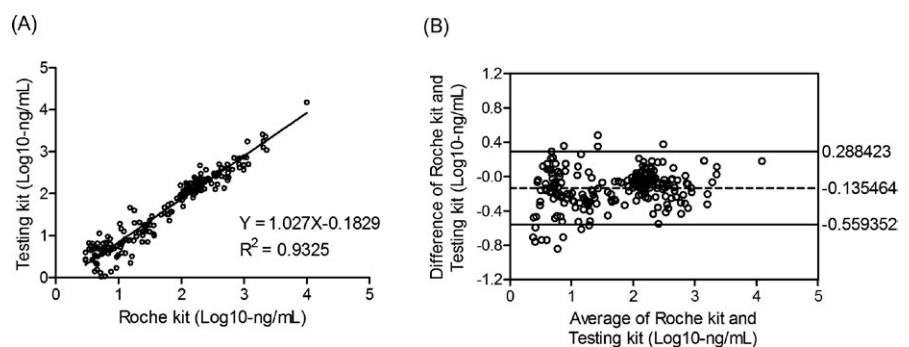 (A)
Testing kit (Log10-ng/mL)
5
4
3
2
1
0
0 1 2 3 4 5
Y = 1.027X-0.1829
R² = 0.9325
Roche kit (Log10-ng/mL)
(B)
Difference of Roche kit and
Testing kit (Log10-ng/mL)
1.2
0.8
0.4
-0.0
-0.4
-0.8
-1.2
0.288423
-0.135464
-0.559352
0 1 2 3 4 5
Average of Roche kit and
Testing kit (Log10-ng/mL)